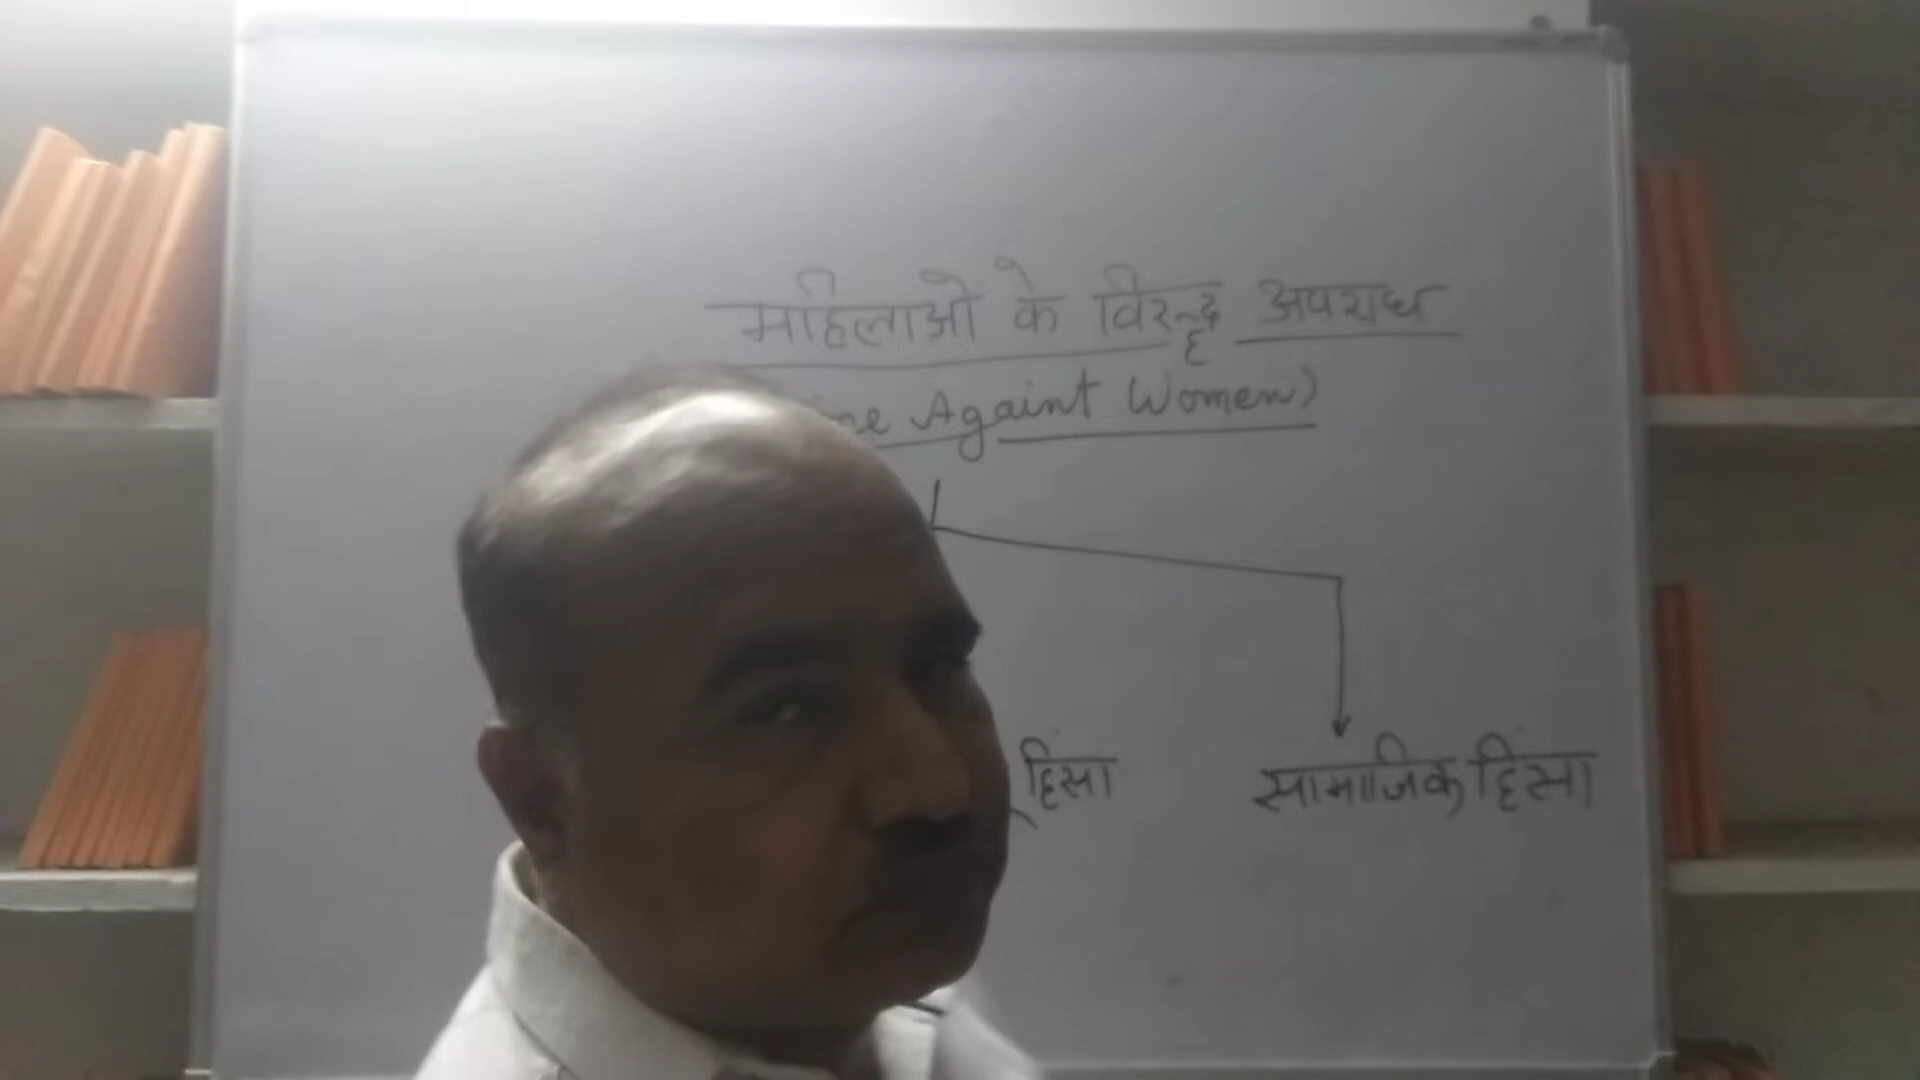 महिलाओं के विरुद्ध अपराध
Againt Women)
हिंसा सामाजिक हिंसा